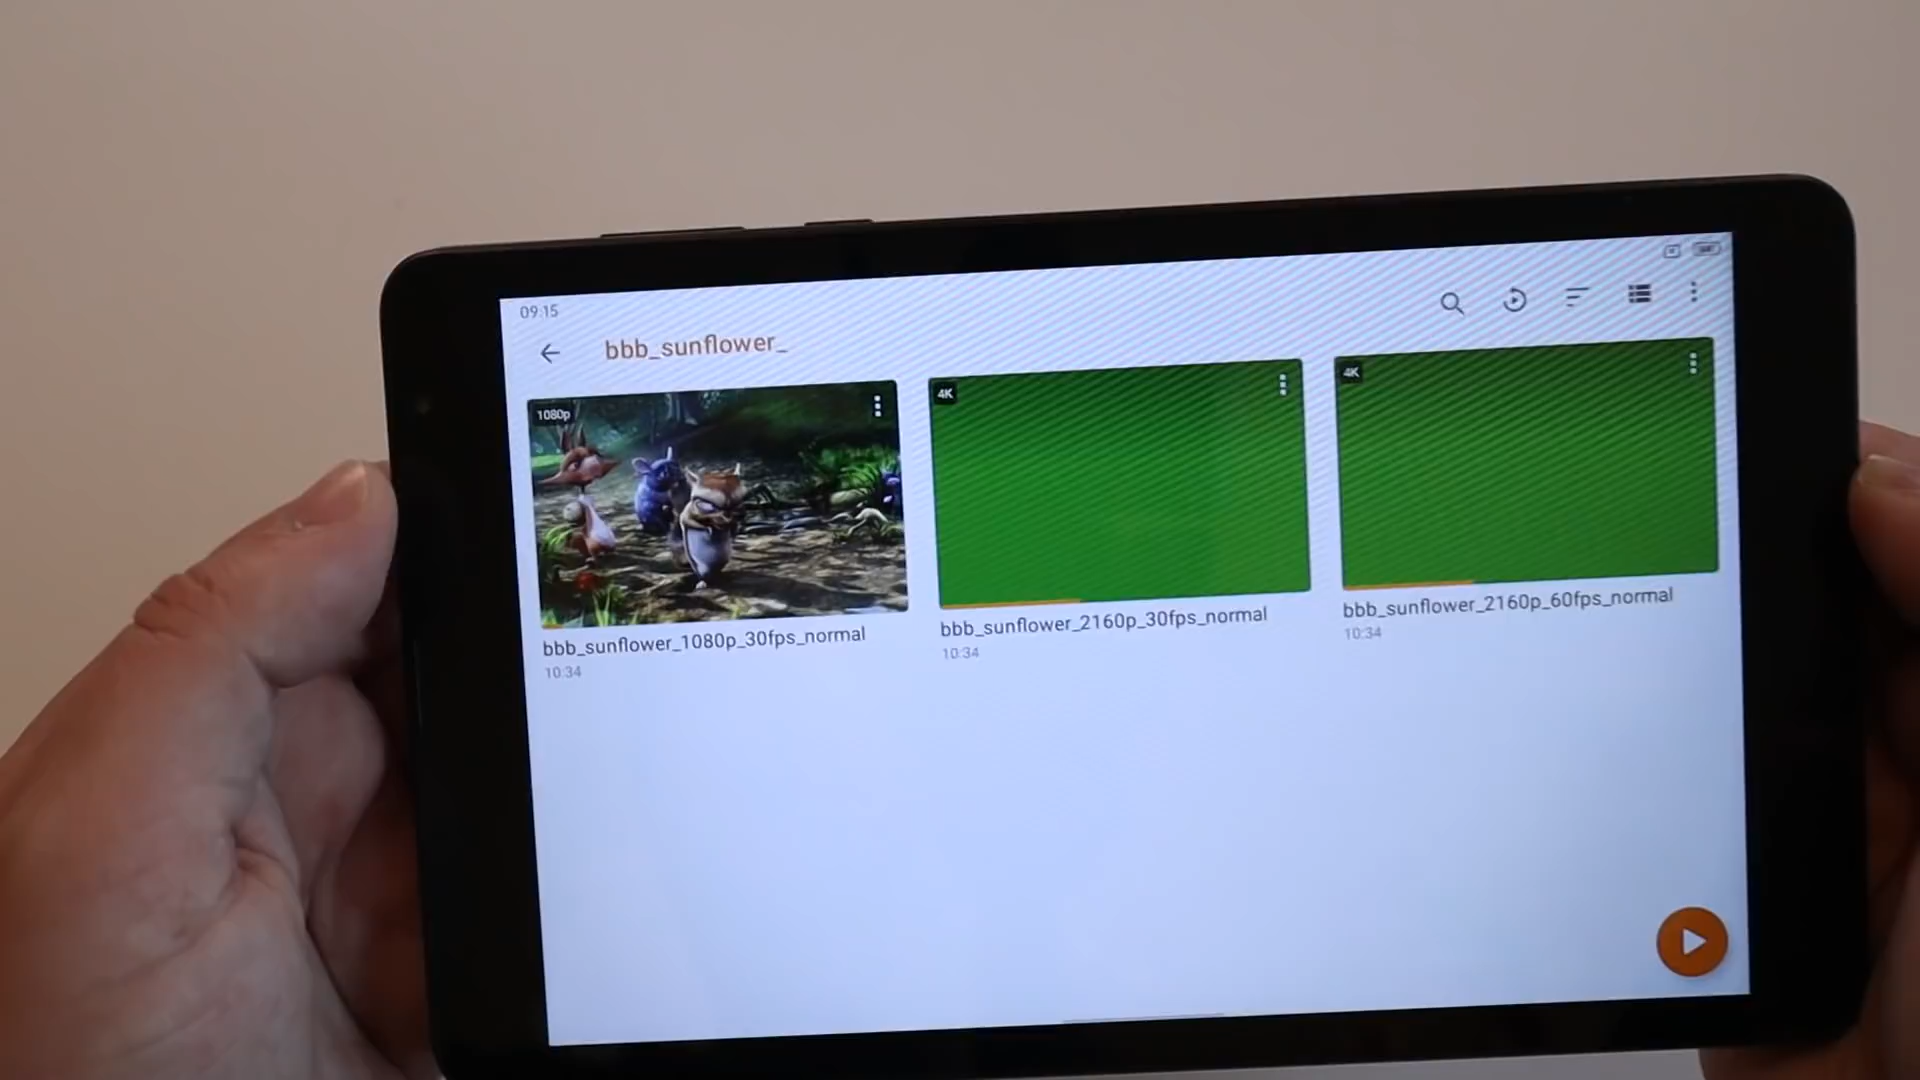 09:15
bbb_sunflower_
1080p
4K
4K
bbb_sunflower_1080p_30fps_normal
10:34
bbb_sunflower_2160p_30fps_normal
10:34
bbb_sunflower_2160p_60fps_normal
10:34